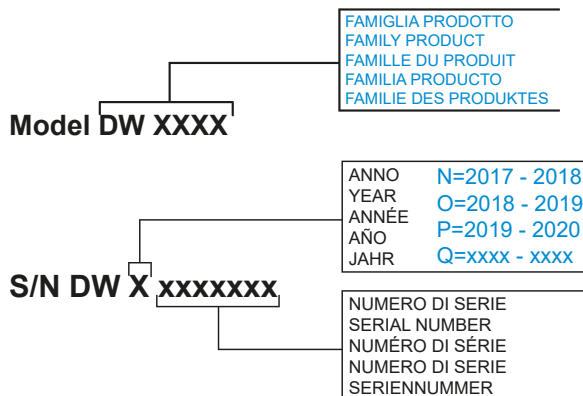 FAMIGLIA PRODOTTO
FAMILY PRODUCT
FAMILLE DU PRODUIT
FAMILIA PRODUCTO
FAMILIE DES PRODUKTES
Model DW XXXX
ANNO
YEAR
ANNÉE
AÑO
JAHR
N=2017 - 2018
O=2018 - 2019
P=2019 - 2020
Q=xxxx - xxxx
S/N DW X xxxxxxx
NUMERO DI SERIE
SERIAL NUMBER
NUMÉRO DI SÉRIE
NUMERO DI SERIE
SERIENNUMMER